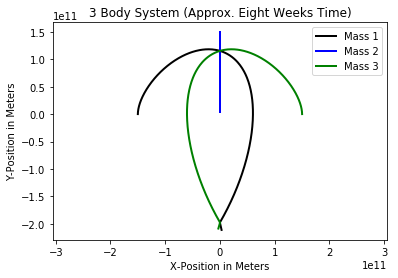 3 Body System (Approx. Eight Weeks Time)
1e11
Mass 1
Mass 2
Mass 3
Y-Position in Meters
1.5
1.0
0.5
0.0
-0.5
-1.0
-1.5
-2.0
-3 -2 -1 0 1 2 3
1e11
X-Position in Meters